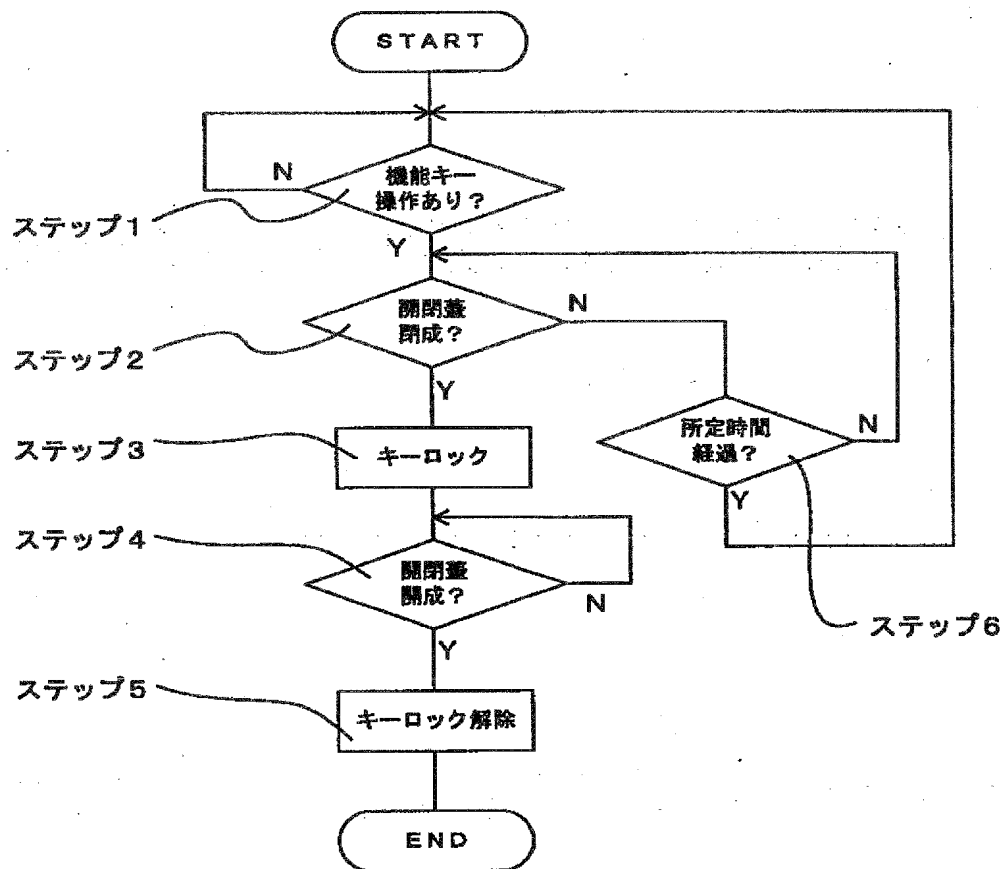 START
N
機能キー
操作あり?
ステップ1
Y
開閉蓋
閉成?
N
ステップ2
Y
ステップ3
キーロック
所定時間
経過?
N
Y
ステップ4
開閉蓋
開成?
N
ステップ6
Y
ステップ5
キーロック解除
END